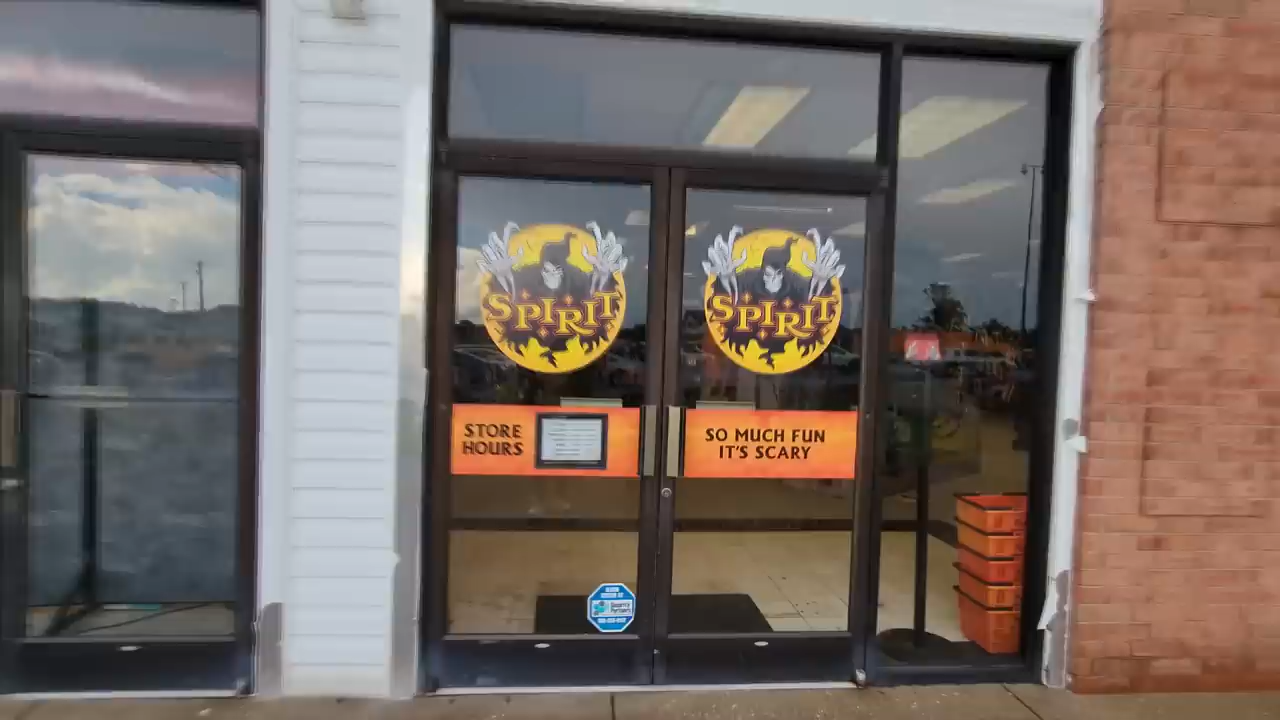 SPIRIT
SPIRIT
STORE
HOURS
SO MUCH FUN
IT'S SCARY